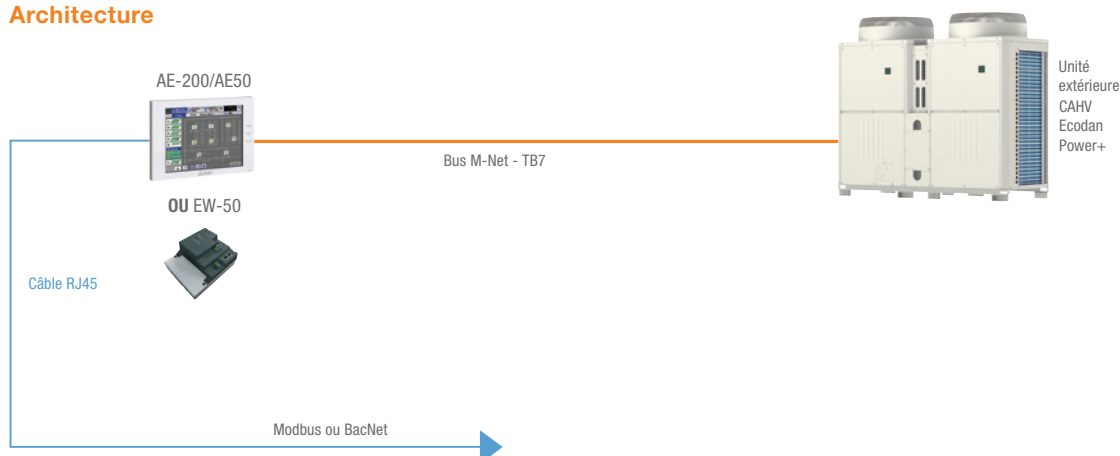 Architecture
AE-200/AE50
Unité
extérieure
CAHV
Ecodan
Power+
Bus M-Net - TB7
OU EW-50
Câble RJ45
Modbus ou BacNet